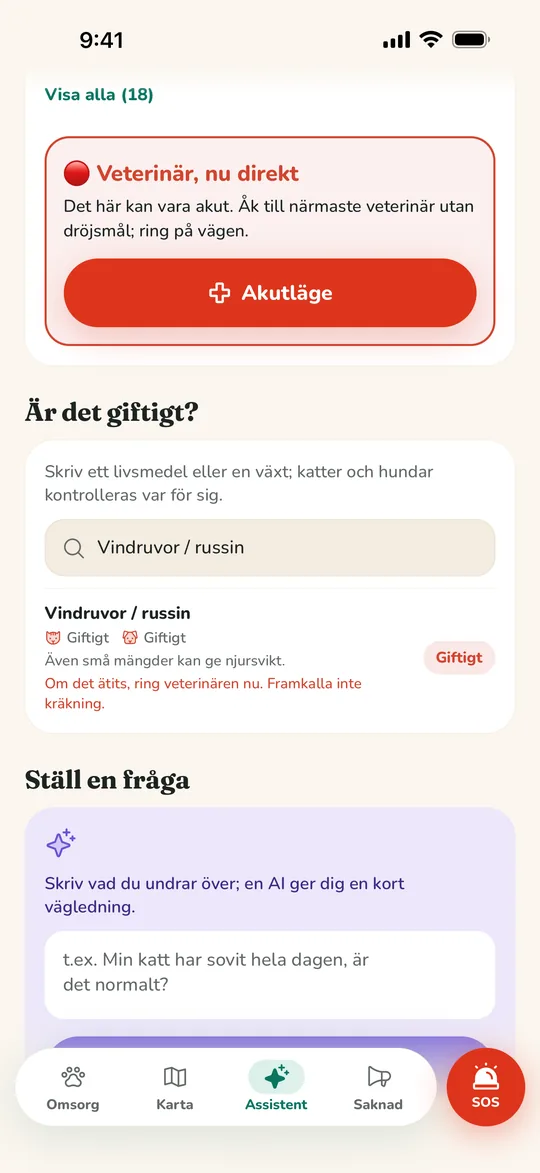 9:41
Visa alla (18)
Veterinär, nu direkt
Det här kan vara akut. Åk till närmaste veterinär utan
dröjsmål; ring på vägen.
Akutläge
Är det giftigt?
Skriv ett livsmedel eller en växt; katter och hundar
kontrolleras var för sig.
Vindruvor / russin
Vindruvor / russin
Giftigt Giftigt
Även små mängder kan ge njursvikt.
Giftigt
Om det ätits, ring veterinären nu. Framkalla inte
kräkning.
Ställ en fråga
Skriv vad du undrar över; en AI ger dig en kort
vägledning.
t.ex. Min katt har sovit hela dagen, är
det normalt?
Omsorg
Karta
Assistent
Saknad
SOS